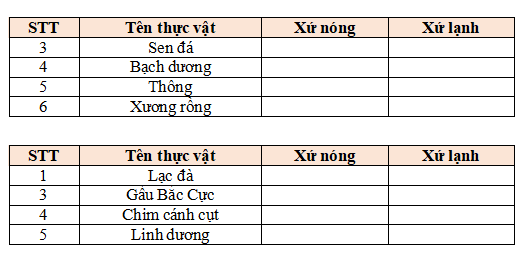 STT Tên thực vật Xứ nóng Xứ lạnh
3 Sen đá
4 Bạch dương
5 Thông
6 Xương rồng
STT Tên thực vật Xứ nóng Xứ lạnh
1 Lạc đà
3 Gấu Bắc Cực
4 Chim cánh cụt
5 Linh dương